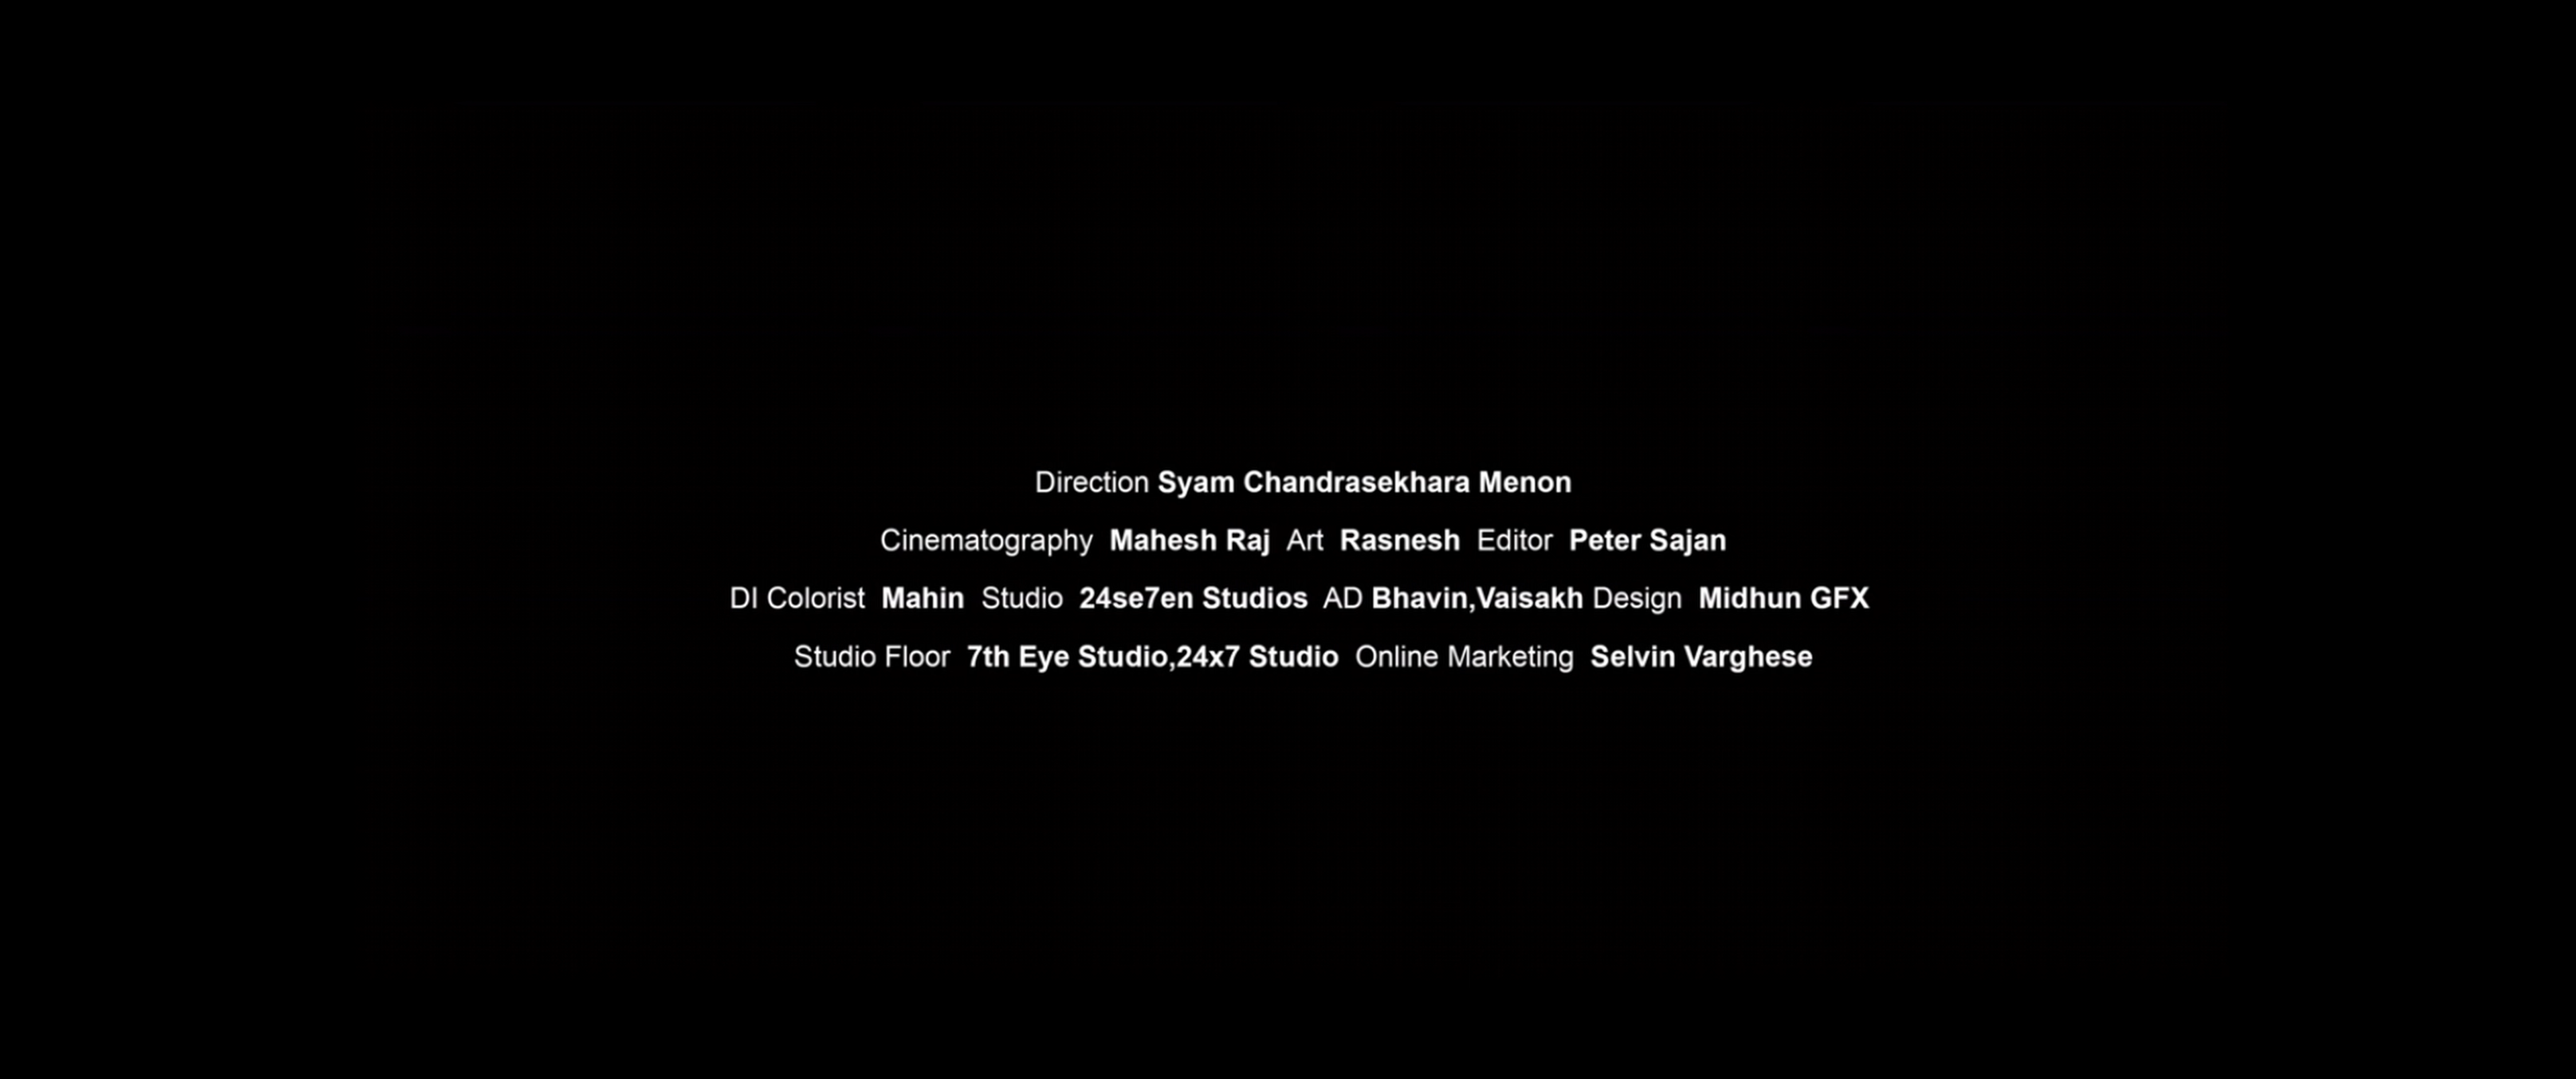 Direction Syam Chandrasekhara Menon
Cinematography Mahesh Raj Art Rasnesh Editor Peter Sajan
DI Colorist Mahin Studio 24se7en Studios AD Bhavin,Vaisakh Design Midhun GFX
Studio Floor 7th Eye Studio,24x7 Studio Online Marketing Selvin Varghese